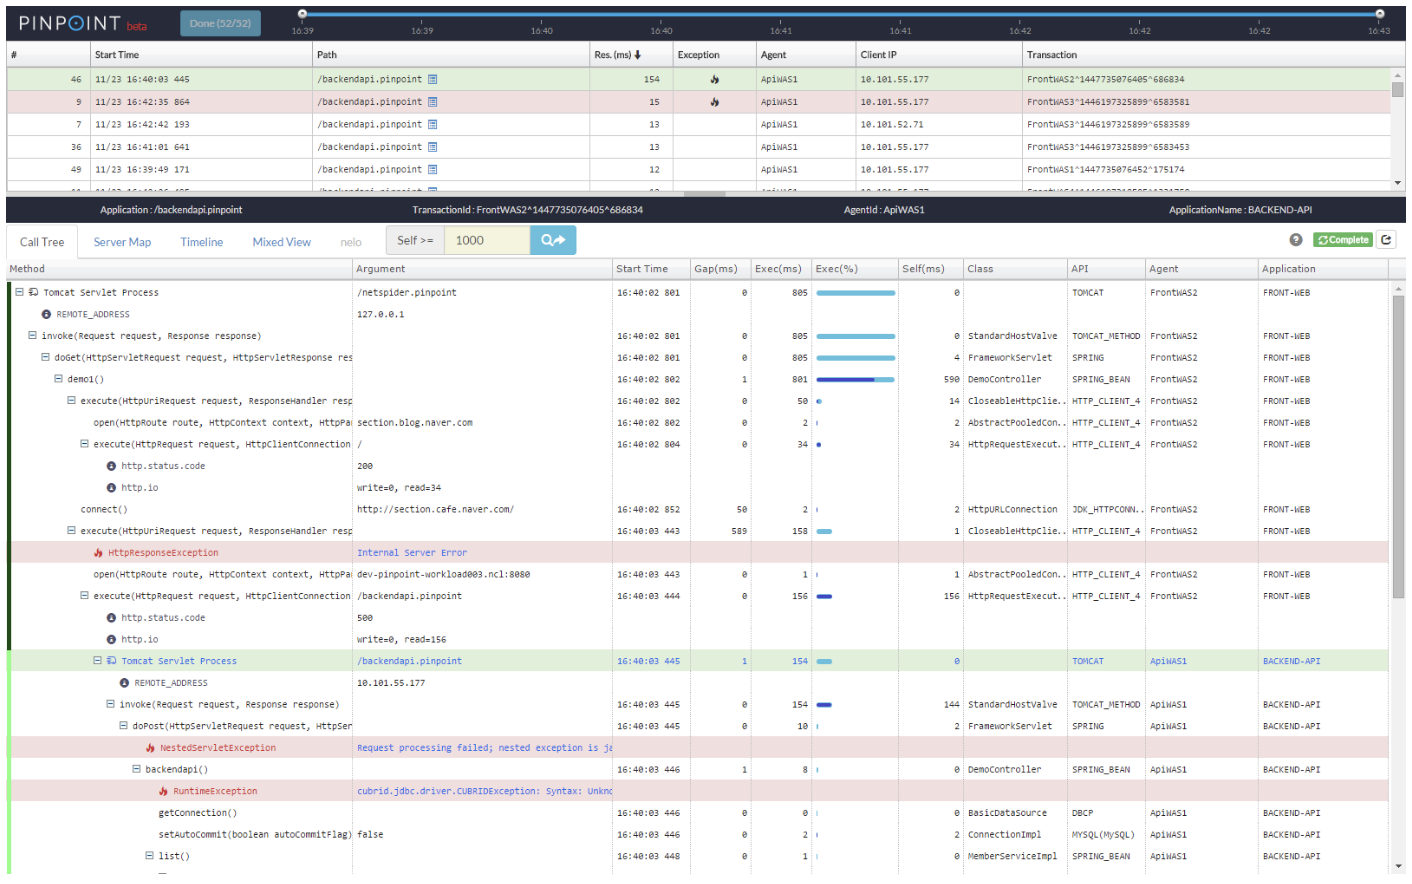 PINPOINT beta Done (52/52) 16:39 16:39 16:40 16:40 16:41 16:41 16:42 16:42 16:42 16:43
# Start Time Path Res. (ms) Exception Agent Client IP Transaction
46 11/23 16:40:03 445 /backendapi.pinpoint 154 ApiWAS1 10.101.55.177 FrontWAS2^1447735076405^686834
9 11/23 16:42:35 864 /backendapi.pinpoint 15 ApiWAS1 10.101.55.177 FrontWAS3^1446197325899^6583581
7 11/23 16:42:42 193 /backendapi.pinpoint 13 ApiWAS1 10.101.52.71 FrontWAS3^1446197325899^6583589
36 11/23 16:41:01 641 /backendapi.pinpoint 13 ApiWAS1 10.101.55.177 FrontWAS3^1446197325899^6583453
49 11/23 16:39:49 171 /backendapi.pinpoint 12 ApiWAS1 10.101.55.177 FrontWAS2^1447735076452^175174
Application : /backendapi.pinpoint TransactionId : FrontWAS2^1447735076405^686834 AgentId : ApiWAS1 ApplicationName : BACKEND-API
Call Tree Server Map Timeline Mixed View nelo Self >= 1000 Complete
Method Argument Start Time Gap(ms) Exec(ms) Exec(%) Self(ms) Class API Agent Application
Tomcat Servlet Process /netspider.pinpoint 16:40:02 801 0 805 0 TOMCAT FrontWAS2 FRONT-WEB
REMOTE_ADDRESS 127.0.0.1
invoke(Request request, Response response) 16:40:02 801 0 805 0 StandardHostValve TOMCAT_METHOD FrontWAS2 FRONT-WEB
doGet(HttpServletRequest request, HttpServletResponse res 16:40:02 801 0 805 4 FrameworkServlet SPRING FrontWAS2 FRONT-WEB
demo1() 16:40:02 802 1 801 590 DemoController SPRING_BEAN FrontWAS2 FRONT-WEB
execute(HttpUriRequest request, ResponseHandler resp 16:40:02 802 0 50 14 CloseableHttpClie.. HTTP_CLIENT_4 FrontWAS2 FRONT-WEB
open(HttpRoute route, HttpContext context, HttpPa section.blog.naver.com 16:40:02 802 0 2 2 AbstractPooledCon.. HTTP_CLIENT_4 FrontWAS2 FRONT-WEB
execute(HttpRequest request, HttpClientConnection / 16:40:02 804 0 34 34 HttpRequestExecut.. HTTP_CLIENT_4 FrontWAS2 FRONT-WEB
http.status.code 200
http.io write=0, read=34
connect() http://section.cafe.naver.com/ 16:40:02 852 50 2 2 HttpURLConnection JDK_HTTPCONN.. FrontWAS2 FRONT-WEB
execute(HttpUriRequest request, ResponseHandler resp 16:40:03 443 589 158 1 CloseableHttpClie.. HTTP_CLIENT_4 FrontWAS2 FRONT-WEB
HttpResponseException Internal Server Error
open(HttpRoute route, HttpContext context, HttpPa dev-pinpoint-workload003.ncl:8080 16:40:03 443 0 1 1 AbstractPooledCon.. HTTP_CLIENT_4 FrontWAS2 FRONT-WEB
execute(HttpRequest request, HttpClientConnection /backendapi.pinpoint 16:40:03 444 0 156 156 HttpRequestExecut.. HTTP_CLIENT_4 FrontWAS2 FRONT-WEB
http.status.code 500
http.io write=0, read=156
Tomcat Servlet Process /backendapi.pinpoint 16:40:03 445 1 154 0 TOMCAT ApiWAS1 BACKEND-API
REMOTE_ADDRESS 10.101.55.177
invoke(Request request, Response response) 16:40:03 445 0 154 144 StandardHostValve TOMCAT_METHOD ApiWAS1 BACKEND-API
doPost(HttpServletRequest request, HttpSer 16:40:03 445 0 10 2 FrameworkServlet SPRING ApiWAS1 BACKEND-API
NestedServletException Request processing failed; nested exception is ja
backendapi() 16:40:03 446 1 8 0 DemoController SPRING_BEAN ApiWAS1 BACKEND-API
RuntimeException cubrid.jdbc.driver.CUBRIDException: Syntax: Unkno
getConnection() 16:40:03 446 0 0 0 BasicDataSource DBCP ApiWAS1 BACKEND-API
setAutoCommit(boolean autoCommitFlag) false 16:40:03 446 0 2 2 ConnectionImpl MYSQL(MySQL) ApiWAS1 BACKEND-API
list() 16:40:03 448 0 1 0 MemberServiceImpl SPRING_BEAN ApiWAS1 BACKEND-API